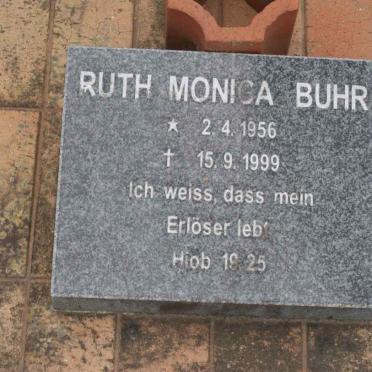 RUTH MONICA BUHR
★ 2.4.1956
✝ 15.9.1999
Ich weiss, dass mein
Erlöser lebt
Hiob 19.25